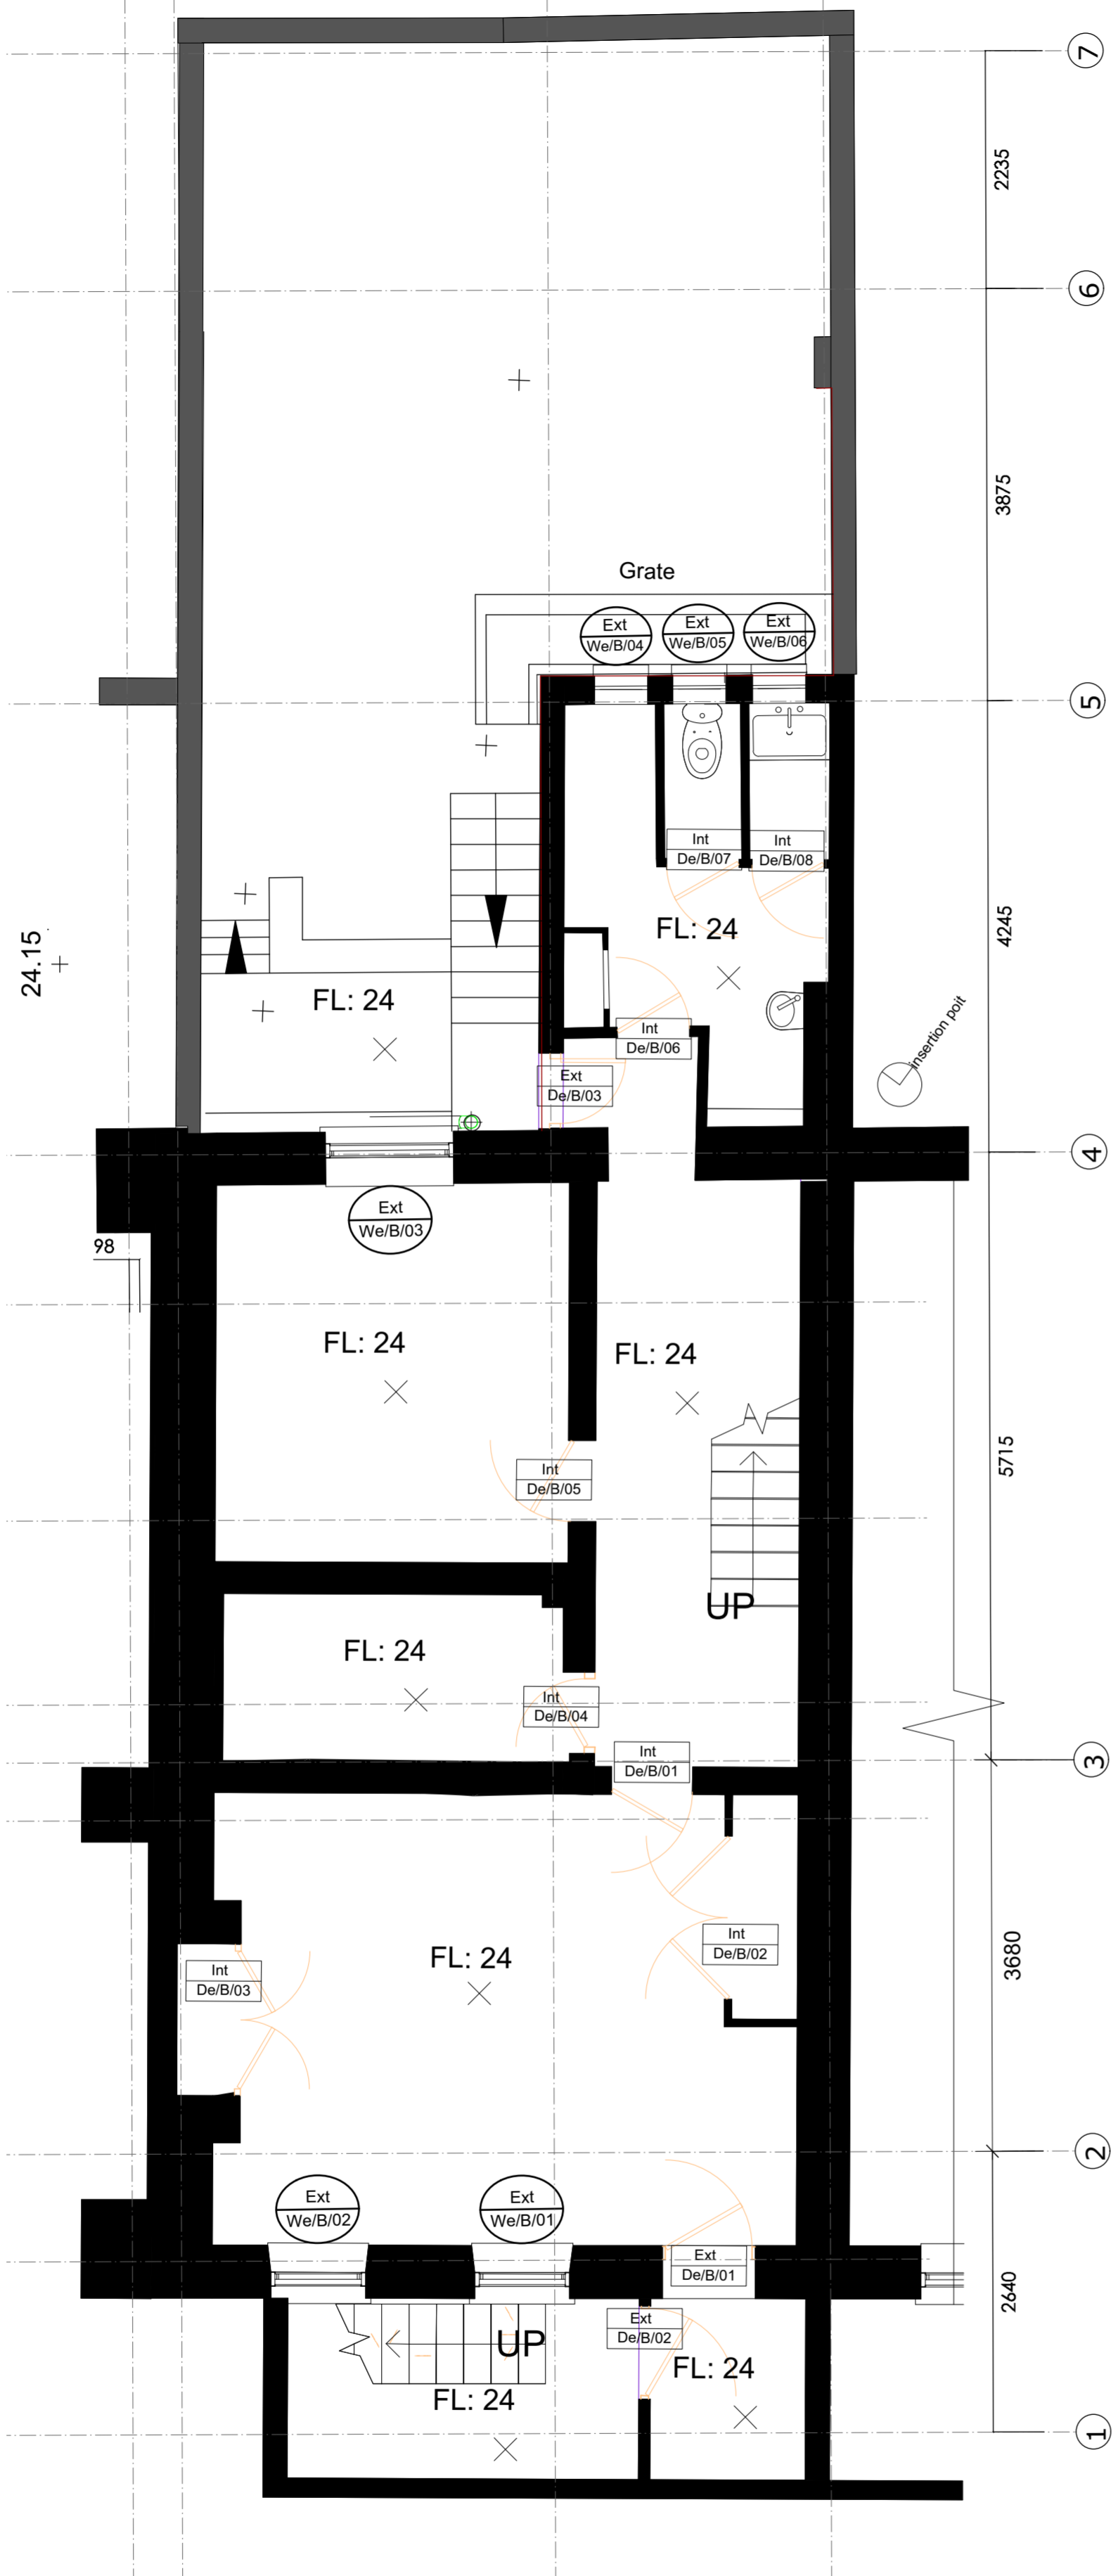 7
2235
6
3875
Grate
Ext
We/B/04
Ext
We/B/05
Ext
We/B/06
5
Int
De/B/07
Int
De/B/08
4245
FL: 24
24.15
FL: 24
insertion poit
Int
De/B/06
Ext
De/B/03
4
Ext
We/B/03
98
FL: 24
FL: 24
5715
Int
De/B/05
UP
FL: 24
Int
De/B/04
Int
De/B/01
3
Int
De/B/02
3680
FL: 24
Int
De/B/03
2
Ext
We/B/02
Ext
We/B/01
Ext
De/B/01
2640
Ext
De/B/02
UP
FL: 24
FL: 24
1